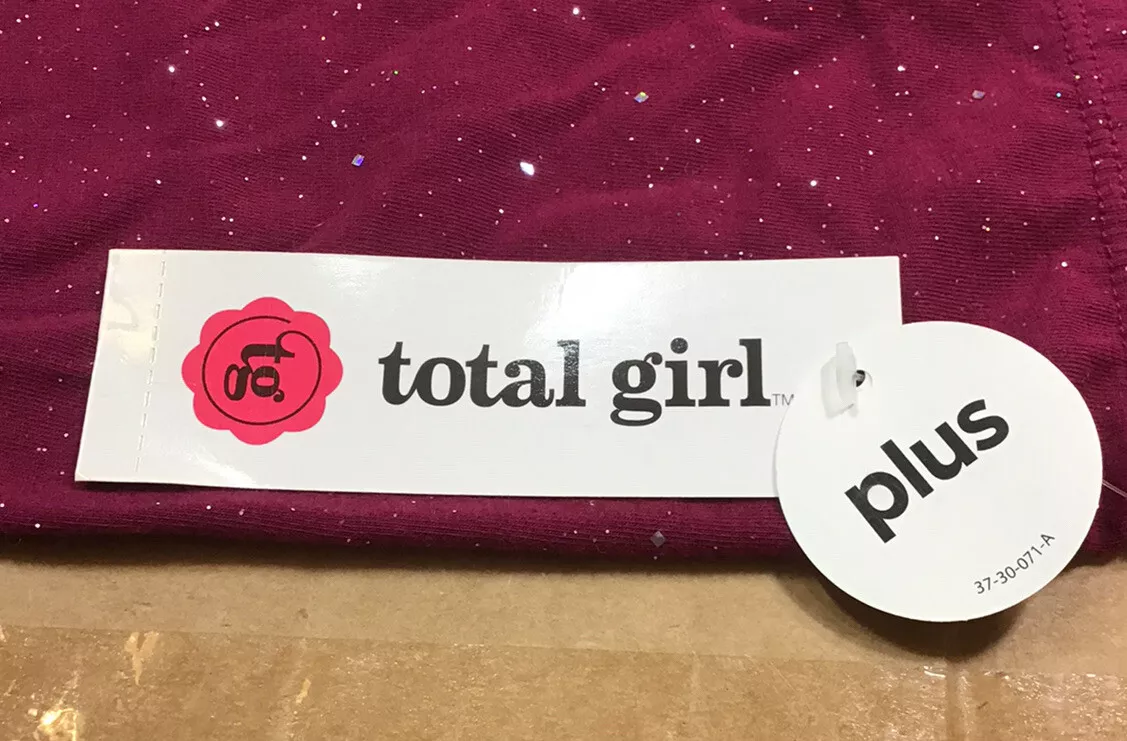 tg
total girl™
plus
37-30-071-A